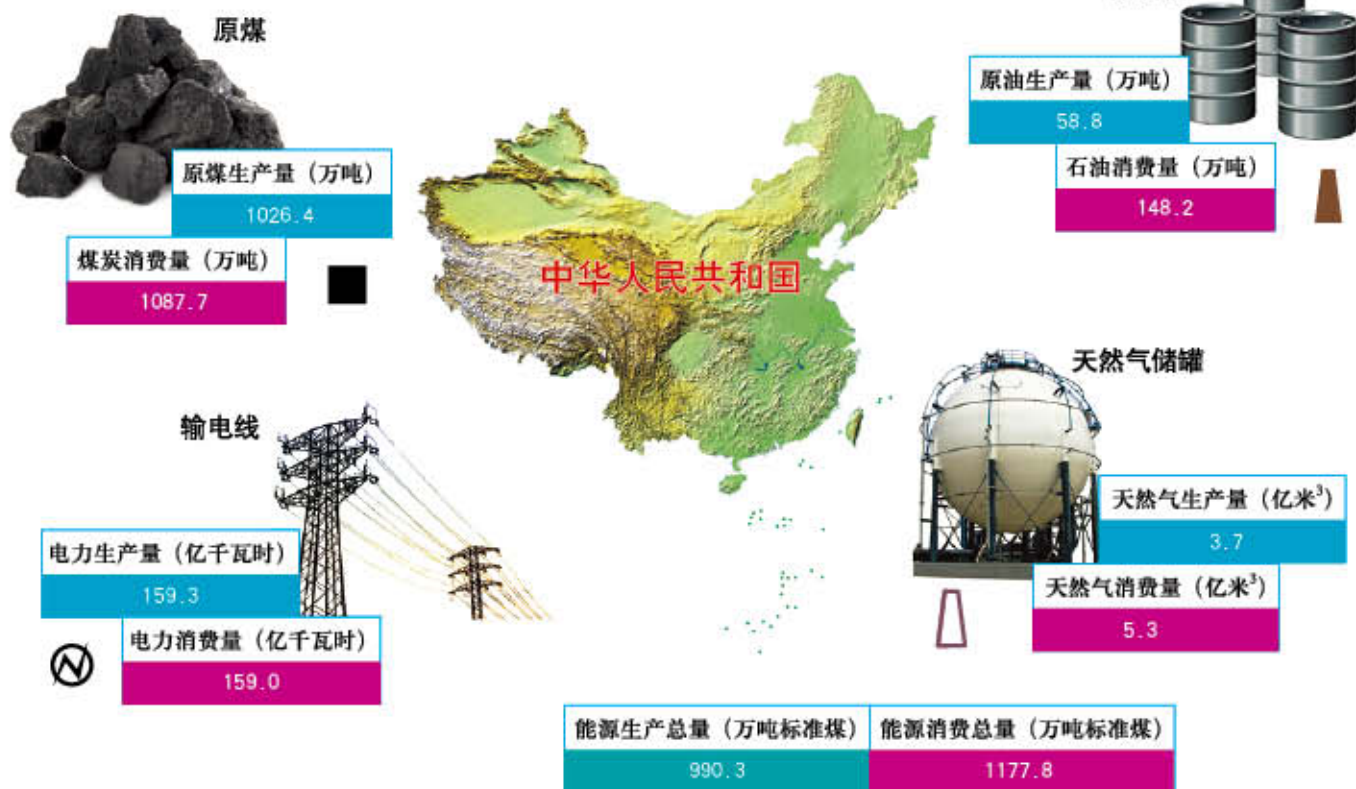 原煤
原油生产量（万吨）
58.8
原煤生产量（万吨）
1026.4
石油消费量（万吨）
148.2
煤炭消费量（万吨）
1087.7
中华人民共和国
天然气储罐
输电线
天然气生产量（亿米³）
3.7
电力生产量（亿千瓦时）
159.3
天然气消费量（亿米³）
5.3
电力消费量（亿千瓦时）
159.0
能源生产总量（万吨标准煤） 能源消费总量（万吨标准煤）
990.3 1177.8